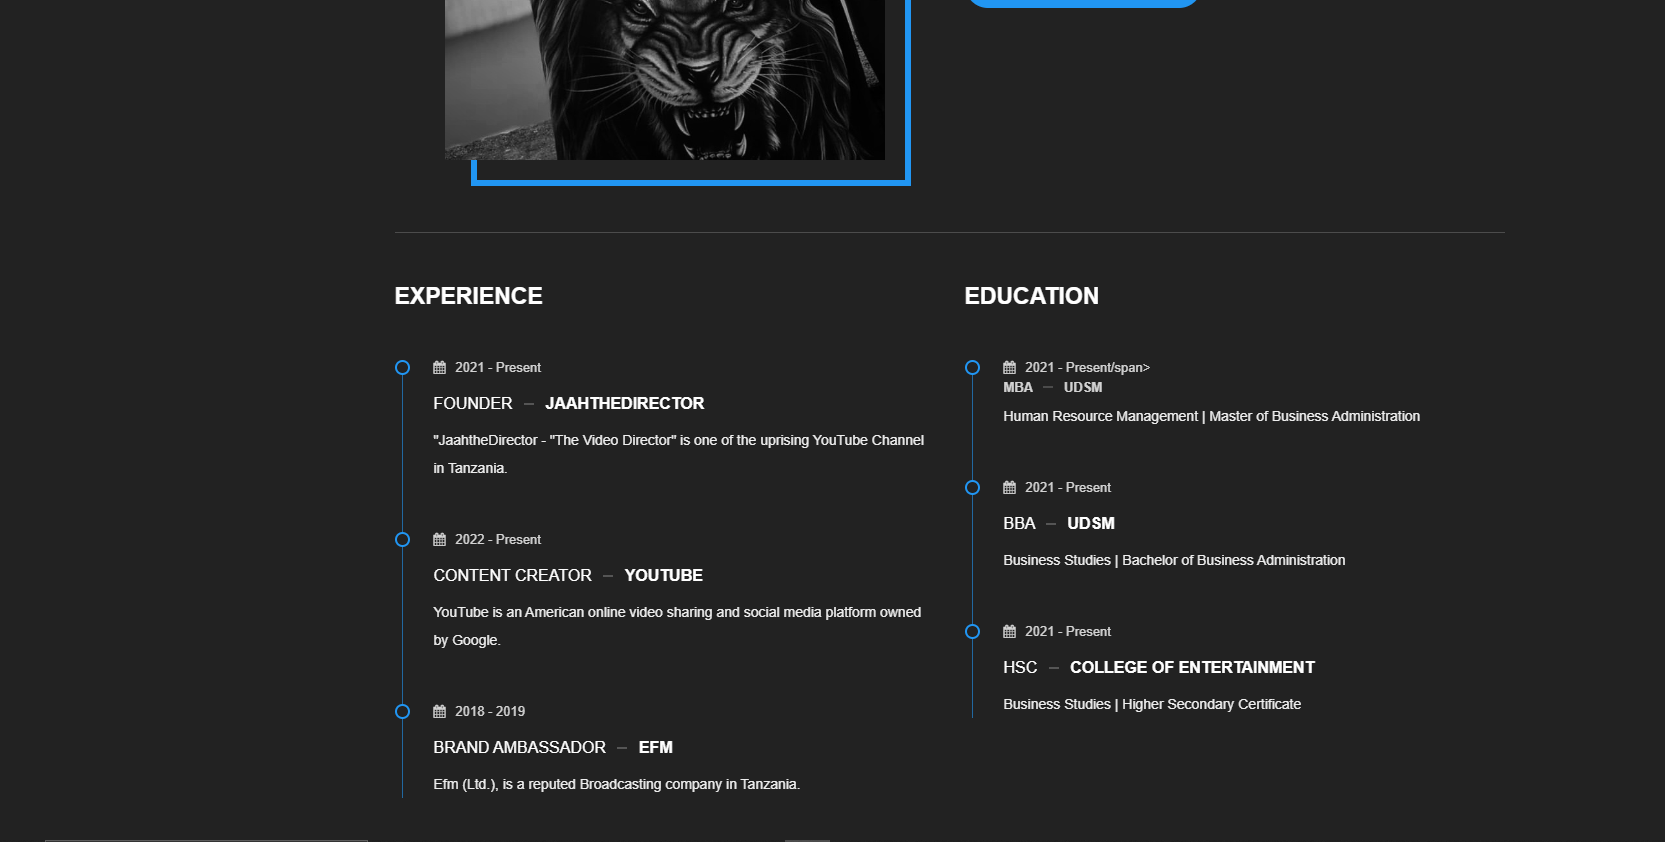 EXPERIENCE
2021 - Present
FOUNDER – JAAHTHEDIRECTOR
"JaahtheDirector - "The Video Director" is one of the uprising YouTube Channel
in Tanzania.
2022 - Present
CONTENT CREATOR – YOUTUBE
YouTube is an American online video sharing and social media platform owned
by Google.
2018 - 2019
BRAND AMBASSADOR – EFM
Efm (Ltd.), is a reputed Broadcasting company in Tanzania.
EDUCATION
2021 - Present/span>
MBA – UDSM
Human Resource Management | Master of Business Administration
2021 - Present
BBA – UDSM
Business Studies | Bachelor of Business Administration
2021 - Present
HSC – COLLEGE OF ENTERTAINMENT
Business Studies | Higher Secondary Certificate